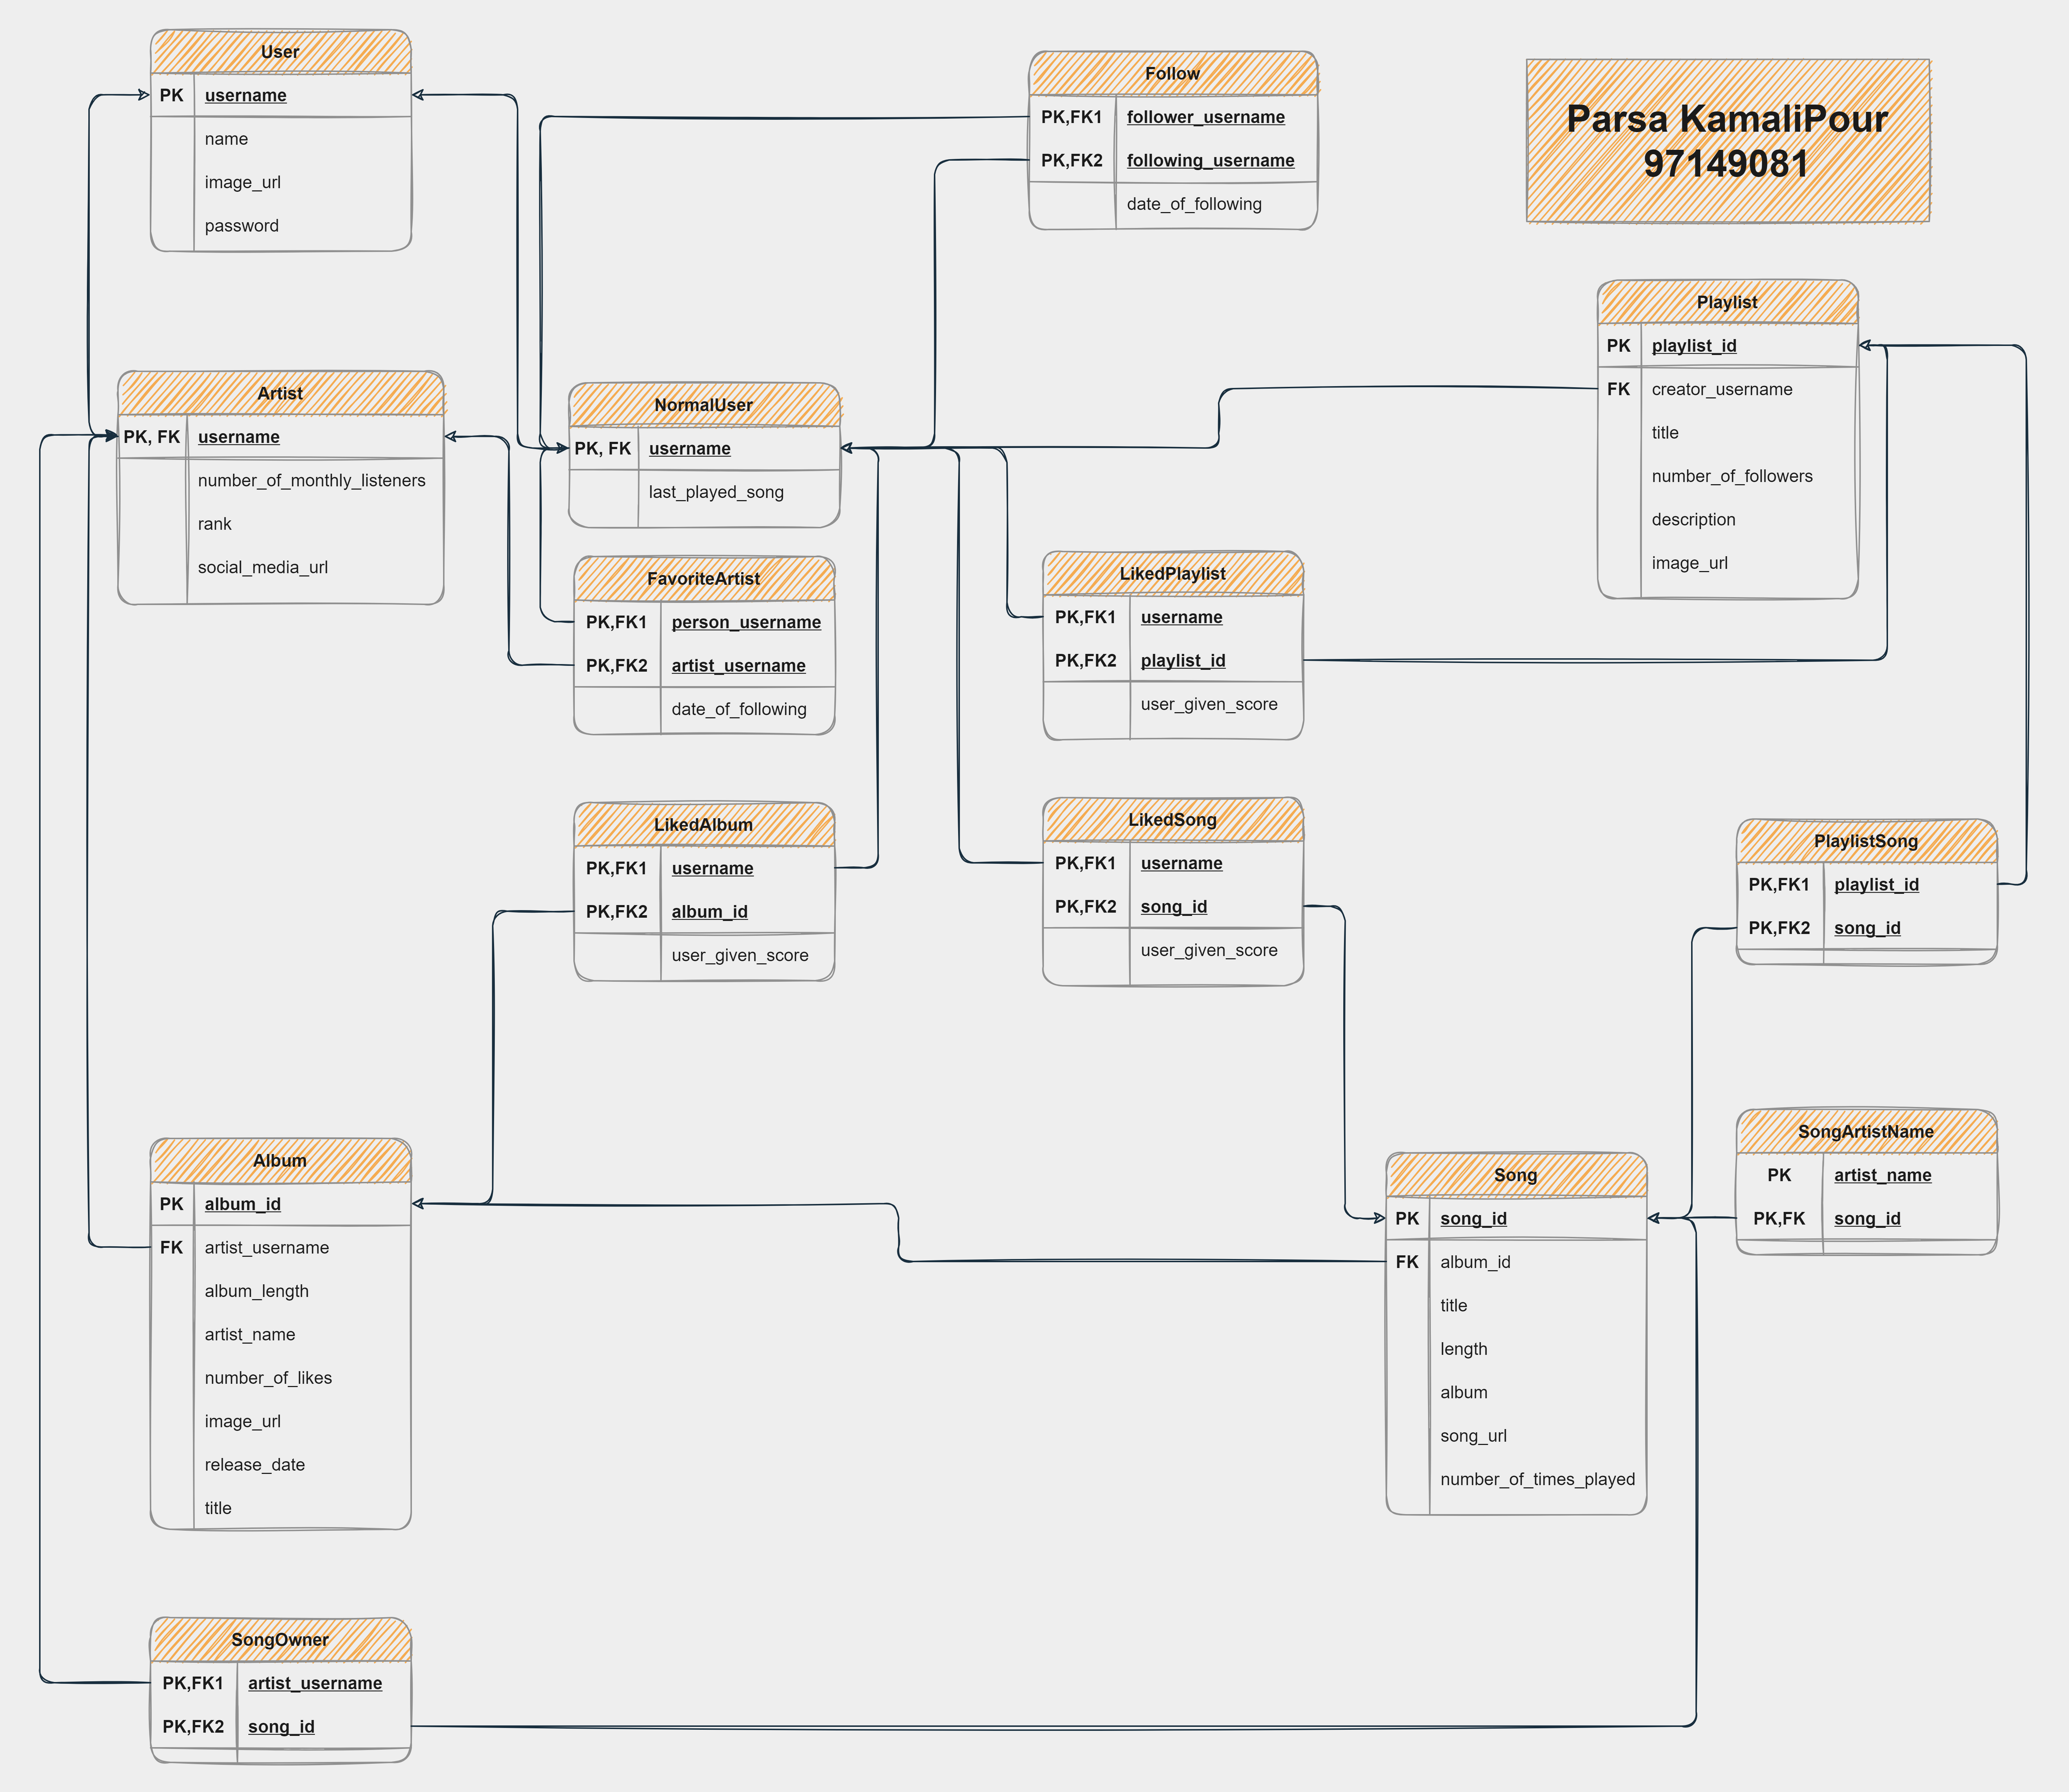 User
PK username
name
image_url
password
Follow
PK,FK1 follower_username
PK,FK2 following_username
date_of_following
Parsa KamaliPour
97149081
Playlist
PK playlist_id
FK creator_username
title
number_of_followers
description
image_url
Artist
PK, FK username
number_of_monthly_listeners
rank
social_media_url
NormalUser
PK, FK username
last_played_song
FavoriteArtist
PK,FK1 person_username
PK,FK2 artist_username
date_of_following
LikedPlaylist
PK,FK1 username
PK,FK2 playlist_id
user_given_score
LikedAlbum
PK,FK1 username
PK,FK2 album_id
user_given_score
LikedSong
PK,FK1 username
PK,FK2 song_id
user_given_score
PlaylistSong
PK,FK1 playlist_id
PK,FK2 song_id
Album
PK album_id
FK artist_username
album_length
artist_name
number_of_likes
image_url
release_date
title
Song
PK song_id
FK album_id
title
length
album
song_url
number_of_times_played
SongArtistName
PK artist_name
PK,FK song_id
SongOwner
PK,FK1 artist_username
PK,FK2 song_id